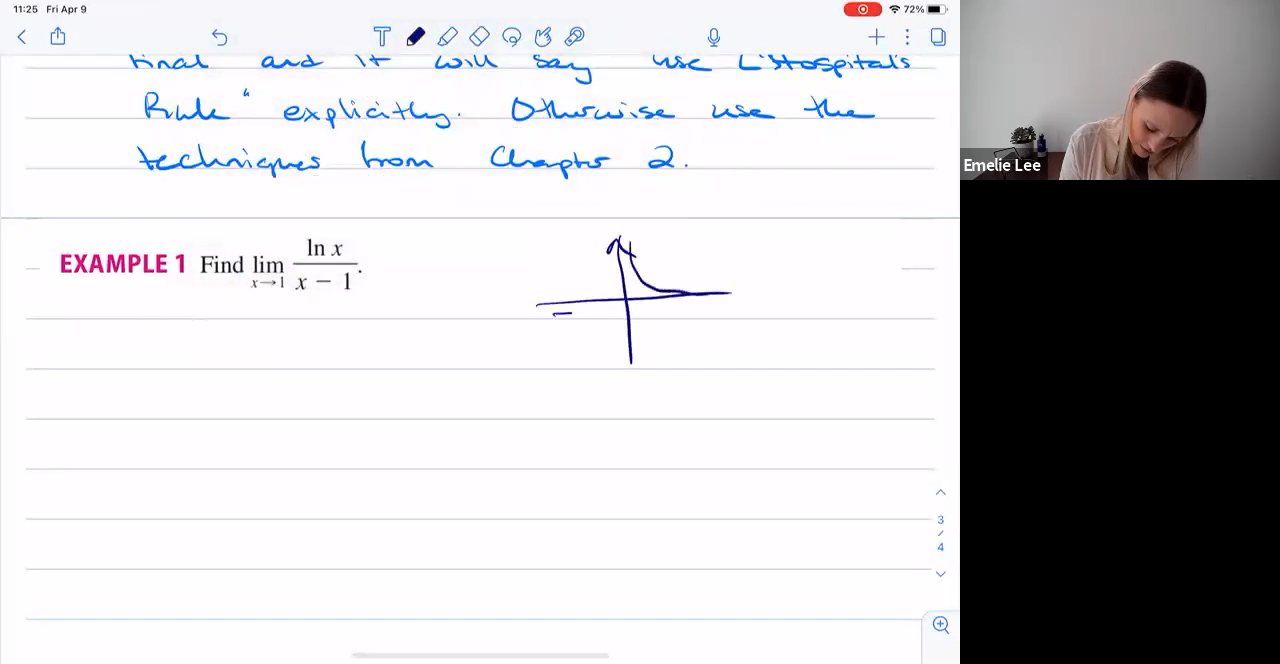 11:25 Fri Apr 9
72%
final and it will say "use L'Hospital's
Rule" explicitly. Otherwise use the
techniques from Chapter 2.
EXAMPLE 1 Find lim x→1 ln x / x − 1.
Emelie Lee
3
/
4